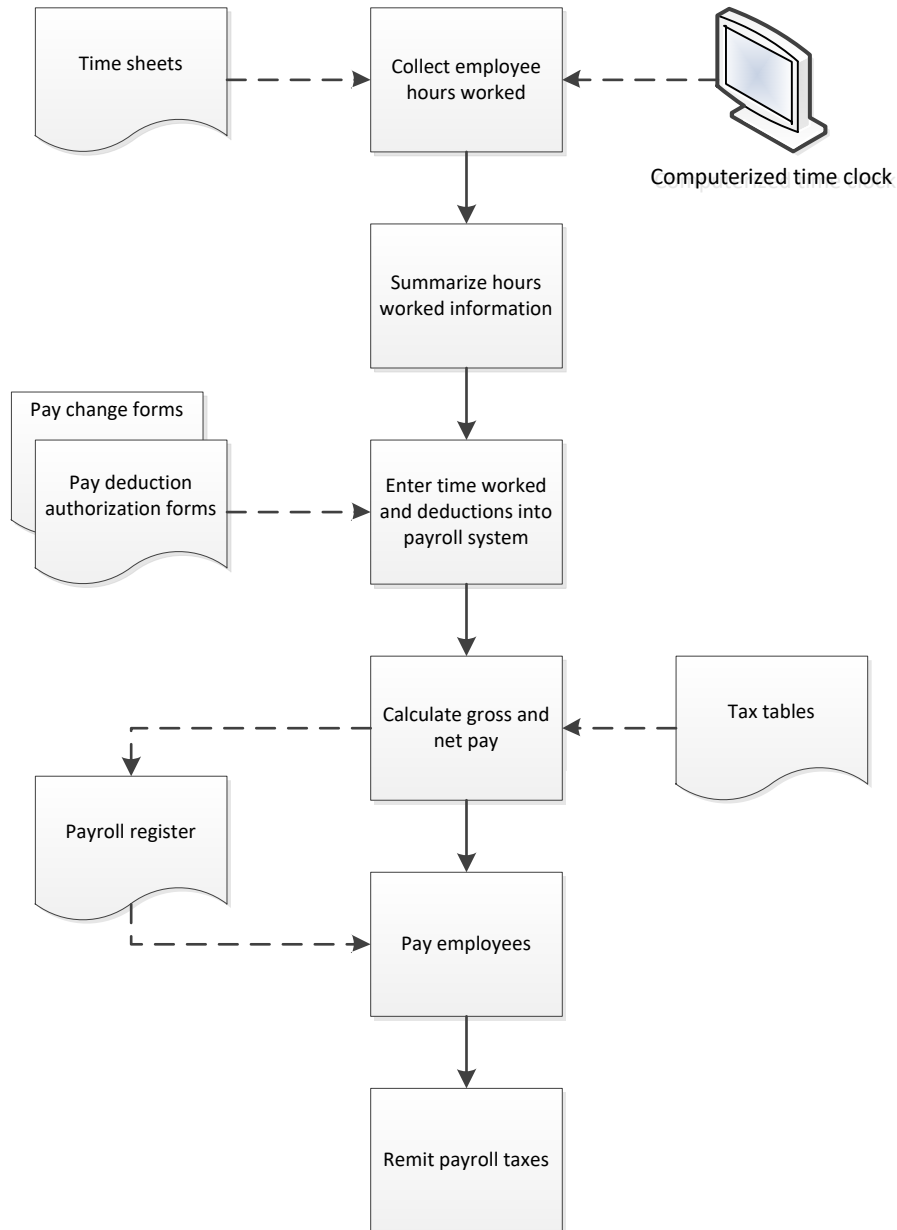 Time sheets
Collect employee
hours worked
Computerized time clock
Summarize hours
worked information
Pay change forms
Pay deduction
authorization forms
Enter time worked
and deductions into
payroll system
Calculate gross and
net pay
Tax tables
Payroll register
Pay employees
Remit payroll taxes